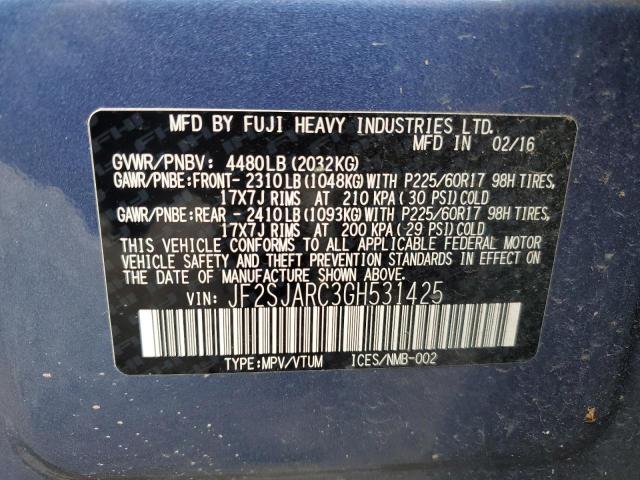 MFD BY FUJI HEAVY INDUSTRIES LTD.
MFD IN 02/16
GVWR/PNBV: 4480LB (2032KG)
GAWR/PNBE:FRONT- 2310LB (1048KG)WITH P225/60R17 98H TIRES,
17X7J RIMS AT 210 KPA (30 PSI)COLD
GAWR/PNBE:REAR - 2410LB (1093KG)WITH P225/60R17 98H TIRES,
17X7J RIMS AT 200 KPA (29 PSI)COLD
THIS VEHICLE CONFORMS TO ALL APPLICABLE FEDERAL MOTOR
VEHICLE SAFETY AND THEFT PREVENTION STANDARDS IN EFFECT
ON THE DATE OF MANUFACTURE SHOWN ABOVE.
VIN: JF2SJARC3GH531425
TYPE:MPV/VTUM ICES/NMB-002